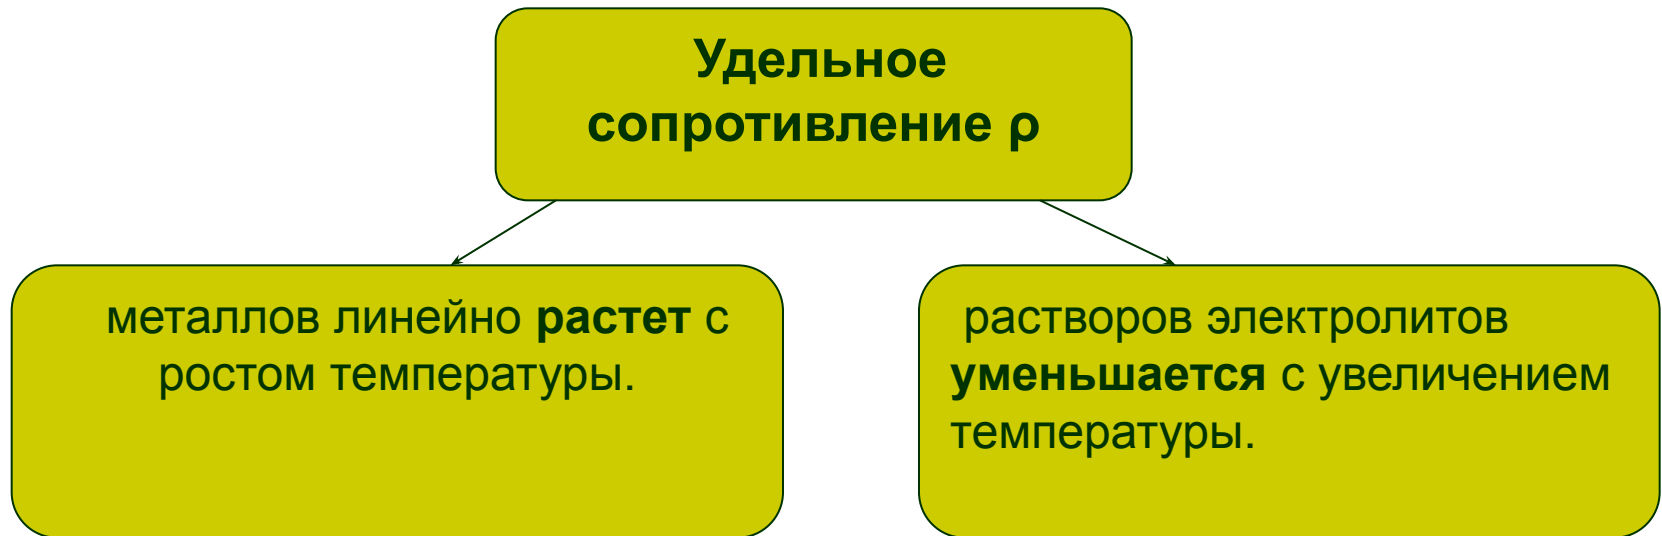 Удельное
сопротивление ρ
металлов линейно растет с
ростом температуры.
растворов электролитов
уменьшается с увеличением
температуры.